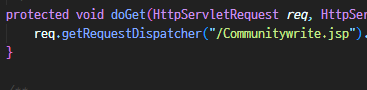 protected void doGet(HttpServletRequest req, HttpSer
req.getRequestDispatcher("/Communitywrite.jsp").
}